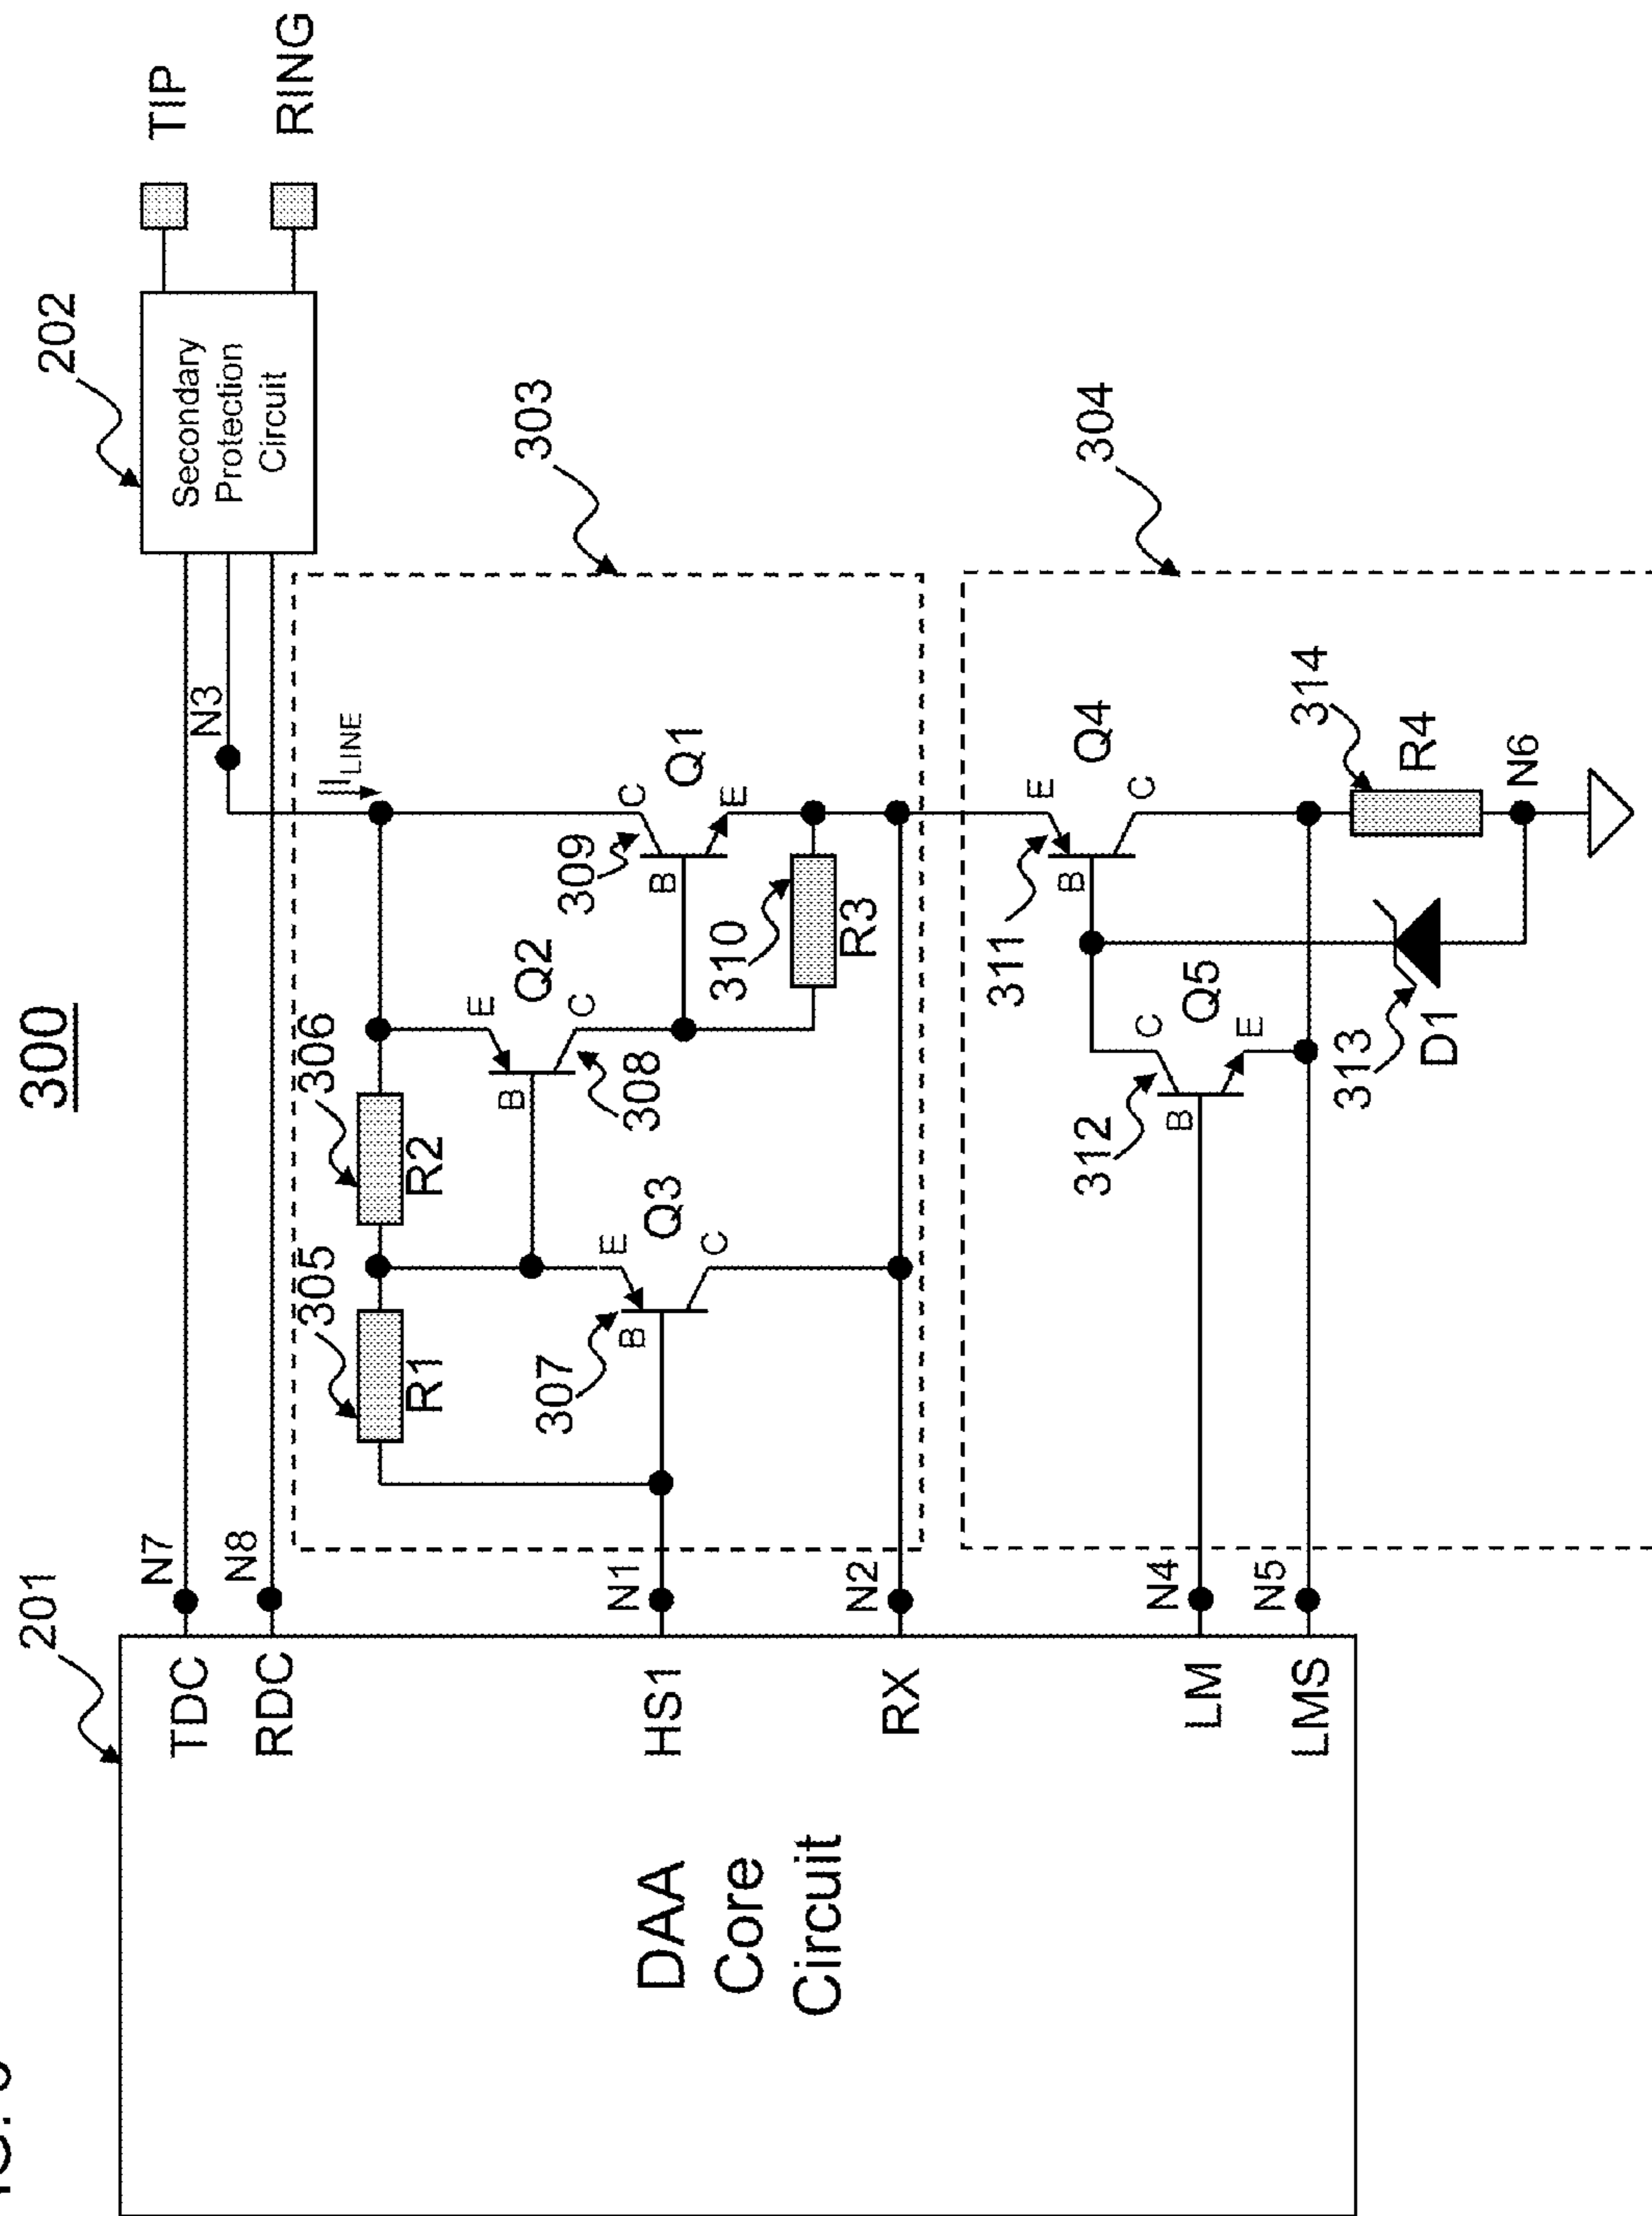 300
201
202
TDC
N7
TIP
RDC
N8
RING
Secondary
Protection
Circuit
N3
I LINE
305
R1
306
R2
303
HS1
N1
307
B
E
Q3
C
B
E
Q2
C
308
309
B
C
Q1
E
310
R3
RX
N2
DAA
Core
Circuit
304
311
B
E
Q4
C
LM
N4
312
B
C
Q5
E
LMS
N5
313
D1
314
R4
N6